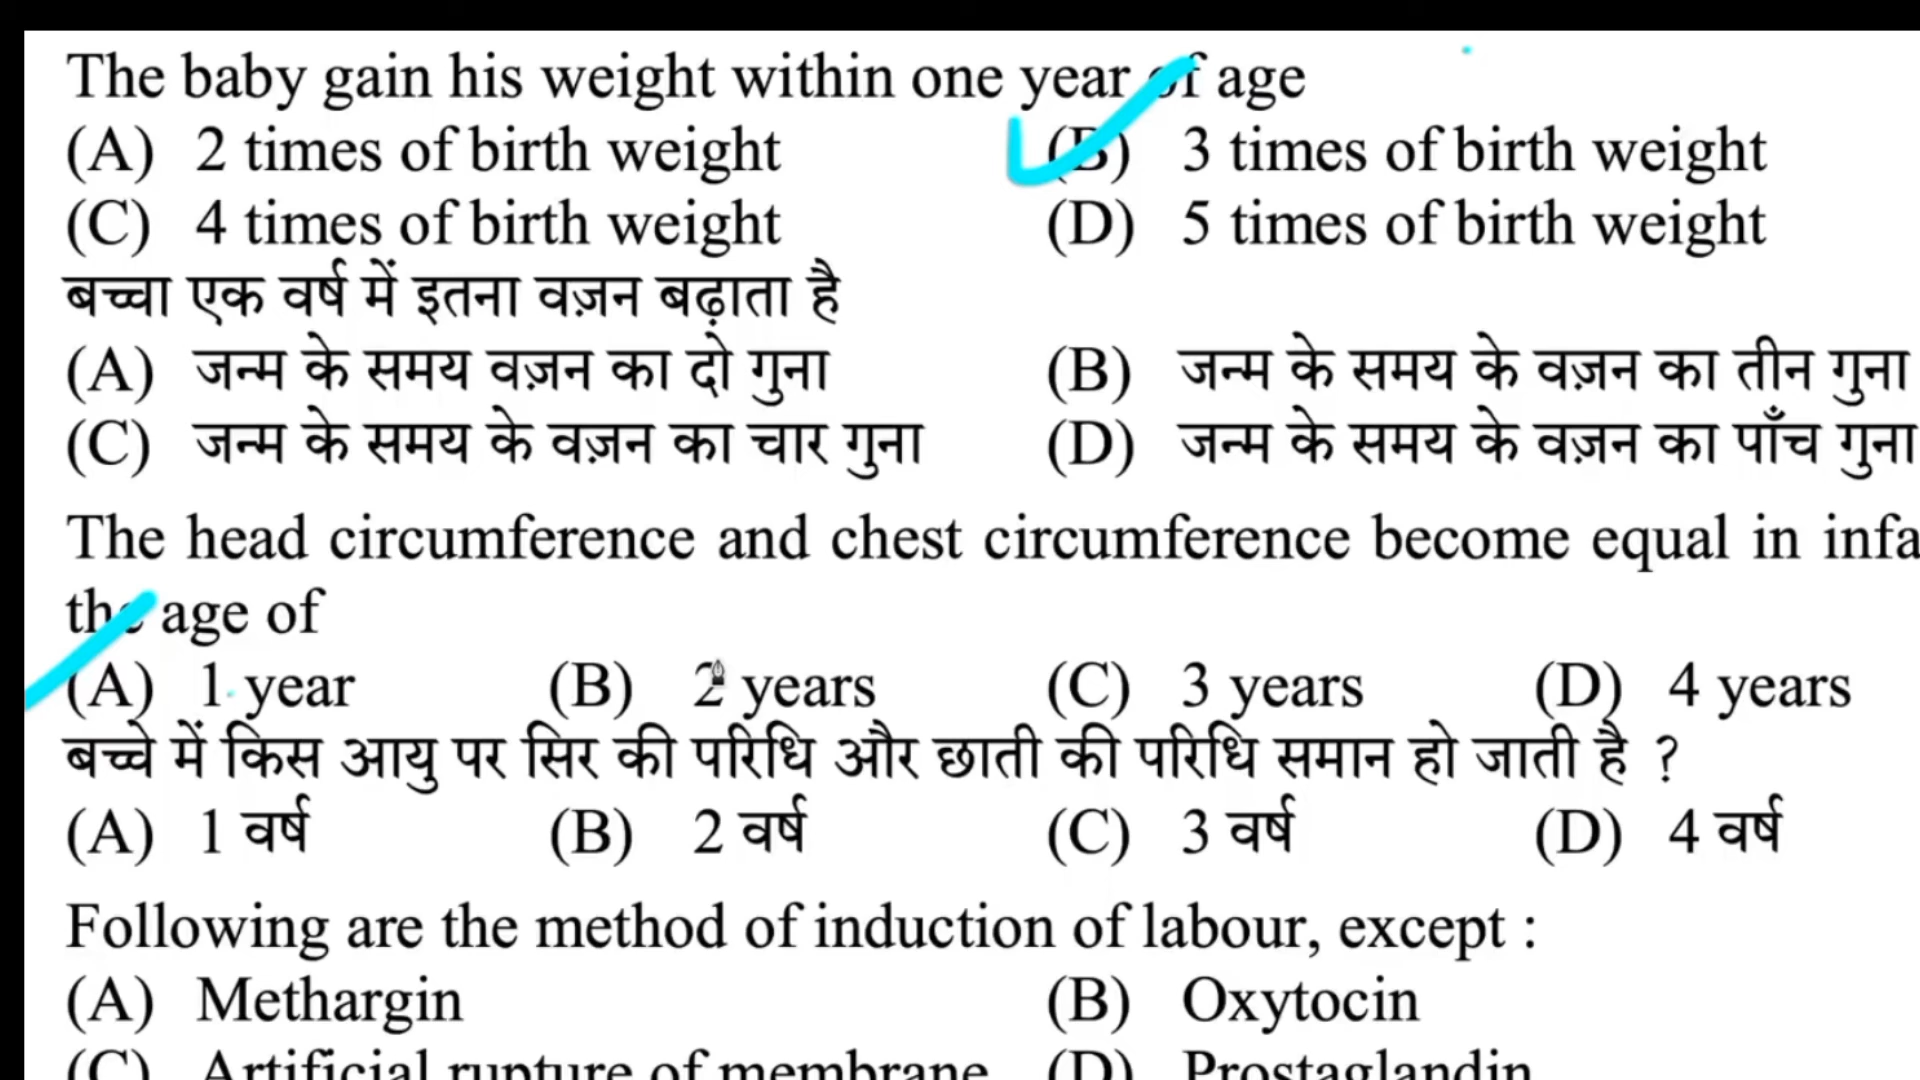 The baby gain his weight within one year of age
(A) 2 times of birth weight (B) 3 times of birth weight
(C) 4 times of birth weight (D) 5 times of birth weight
बच्चा एक वर्ष में इतना वज़न बढ़ाता है
(A) जन्म के समय वज़न का दो गुना (B) जन्म के समय के वज़न का तीन गुना
(C) जन्म के समय के वज़न का चार गुना (D) जन्म के समय के वज़न का पाँच गुना
The head circumference and chest circumference become equal in infa
the age of
(A) 1 year (B) 2 years (C) 3 years (D) 4 years
बच्चे में किस आयु पर सिर की परिधि और छाती की परिधि समान हो जाती है ?
(A) 1 वर्ष (B) 2 वर्ष (C) 3 वर्ष (D) 4 वर्ष
Following are the method of induction of labour, except :
(A) Methargin (B) Oxytocin
(C) Artificial rupture of membrane (D) Prostaglandin